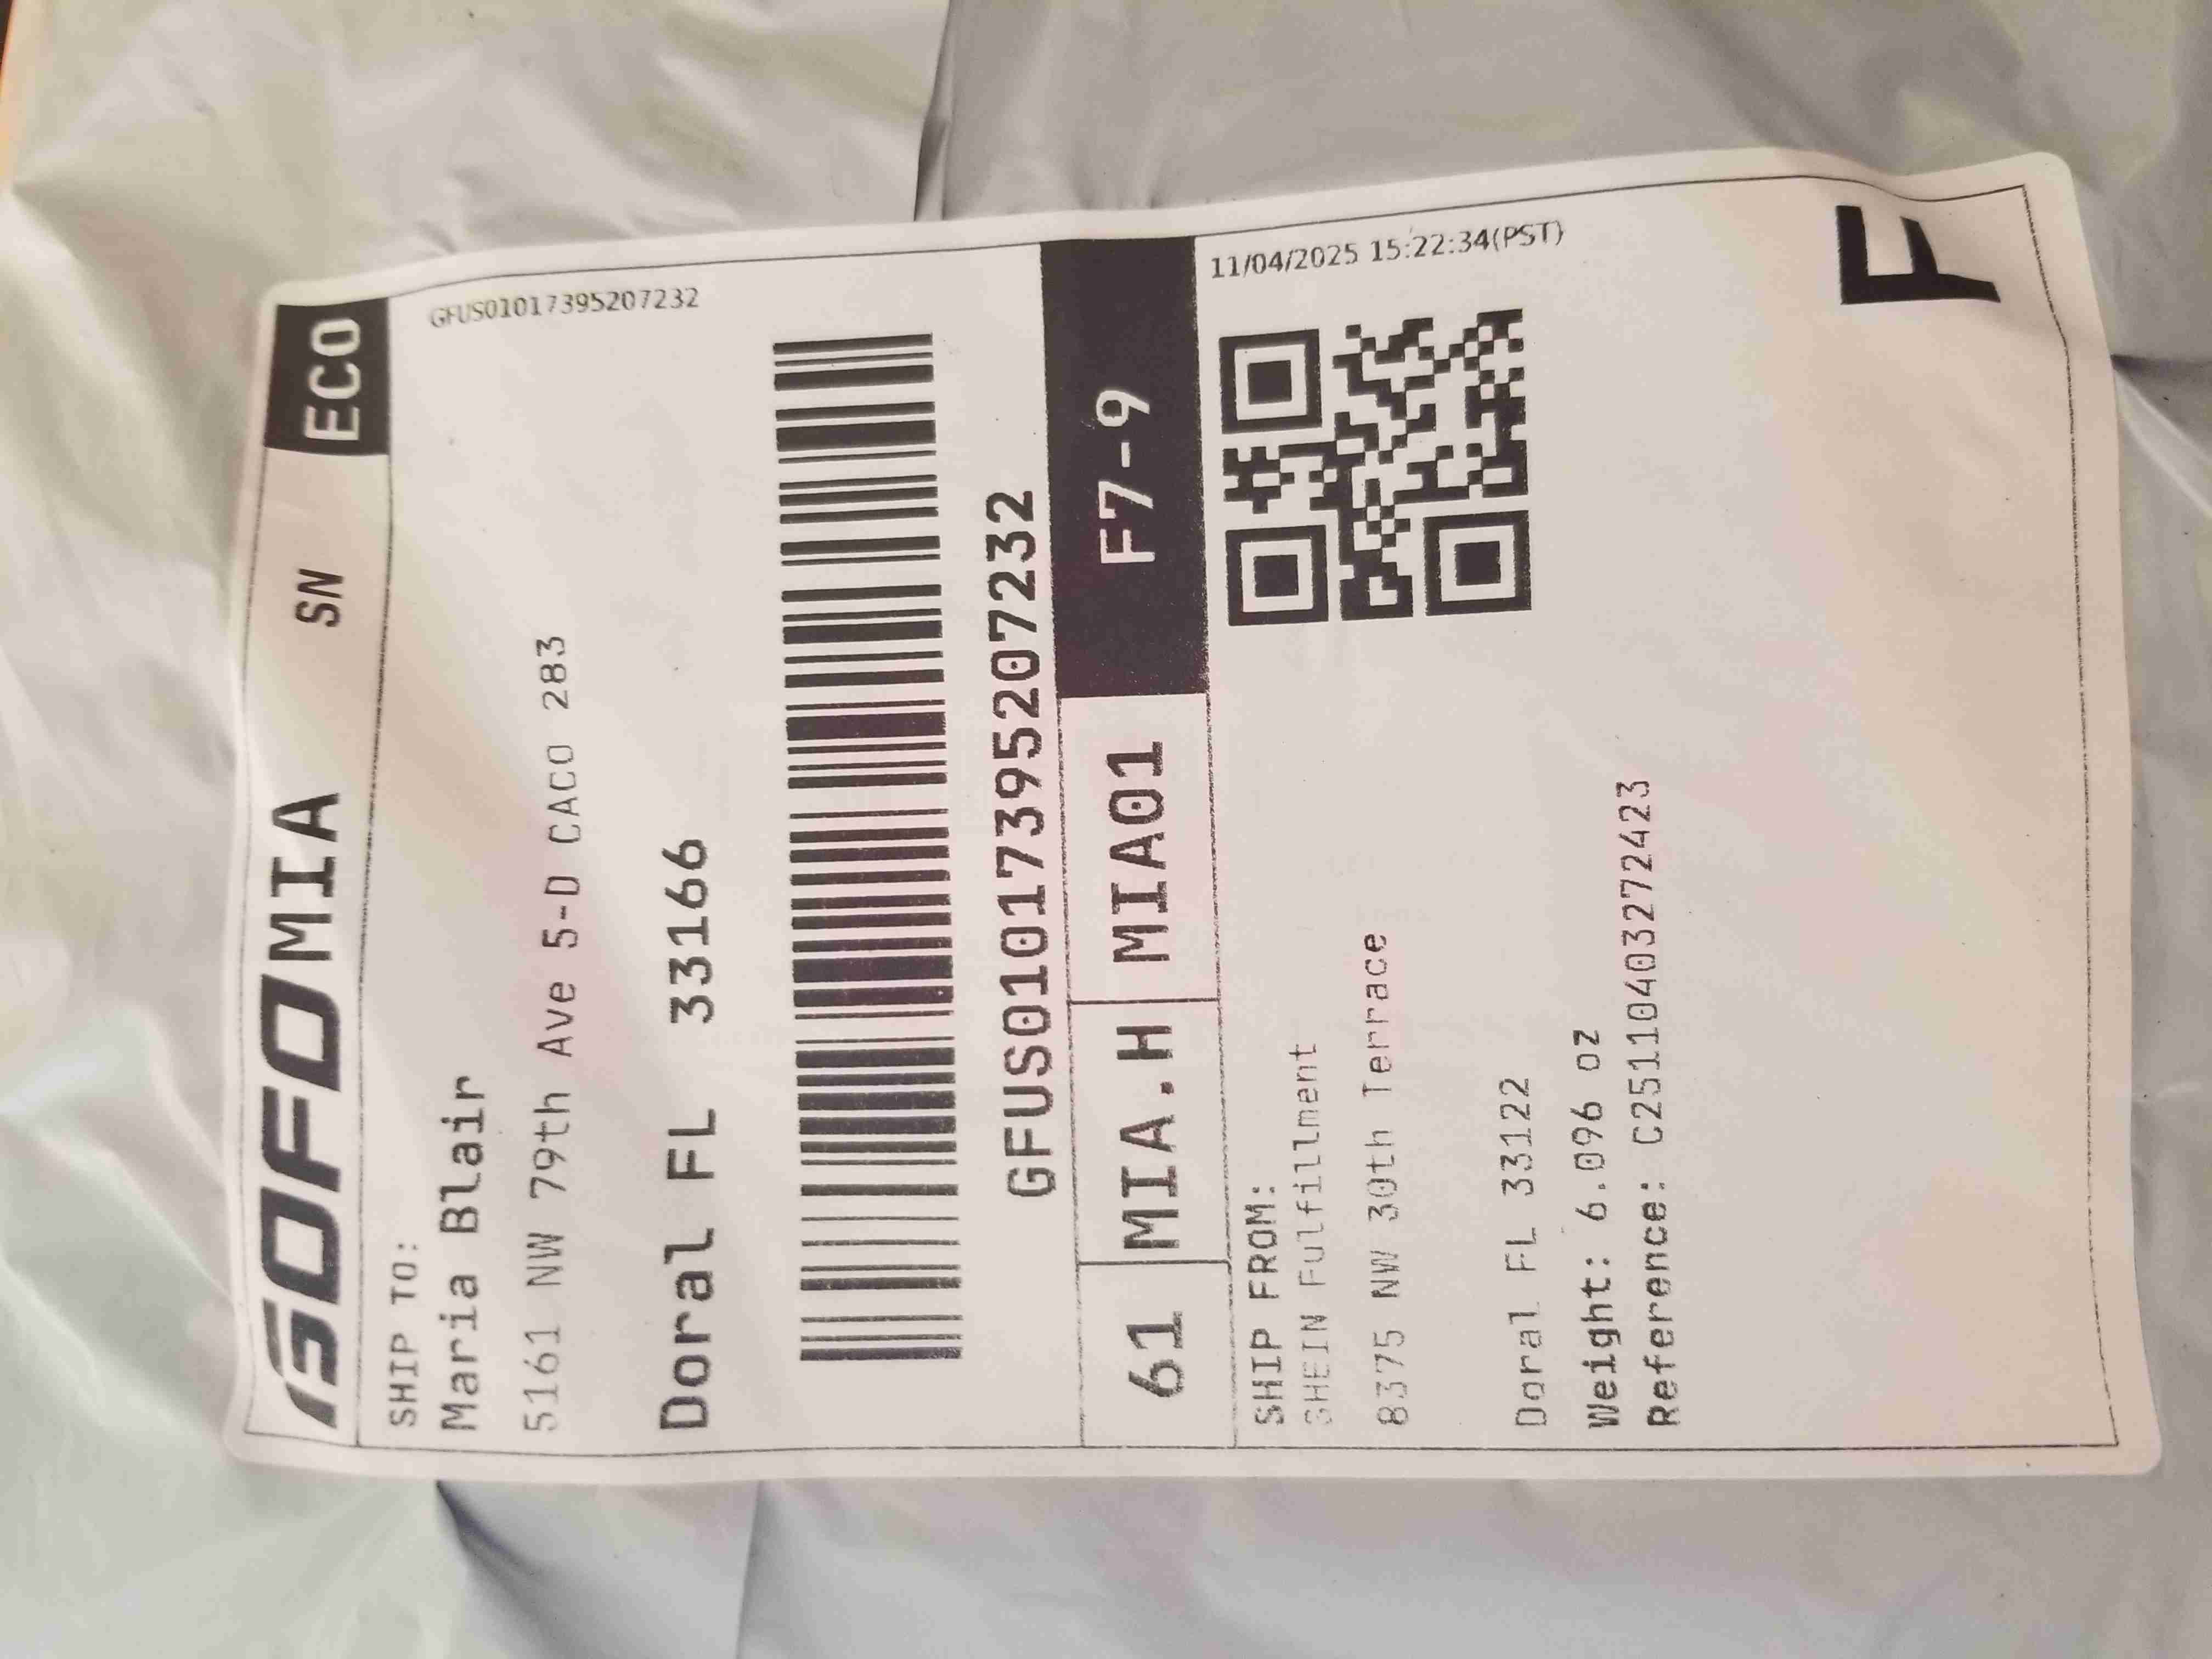 GOFO MIA SN ECO
SHIP TO:
GFUS01017395207232
Maria Blair
5161 NW 79th Ave 5-D CACO 283
Doral FL 33166
GFUS01017395207232
61 MIA.H MIA01 F7-9
SHIP FROM:
11/04/2025 15:22:34(PST)
SHEIN Fulfillment
8375 NW 30th Terrace
Doral FL 33122
Weight: 6.096 oz
Reference: C2511040327272423
F